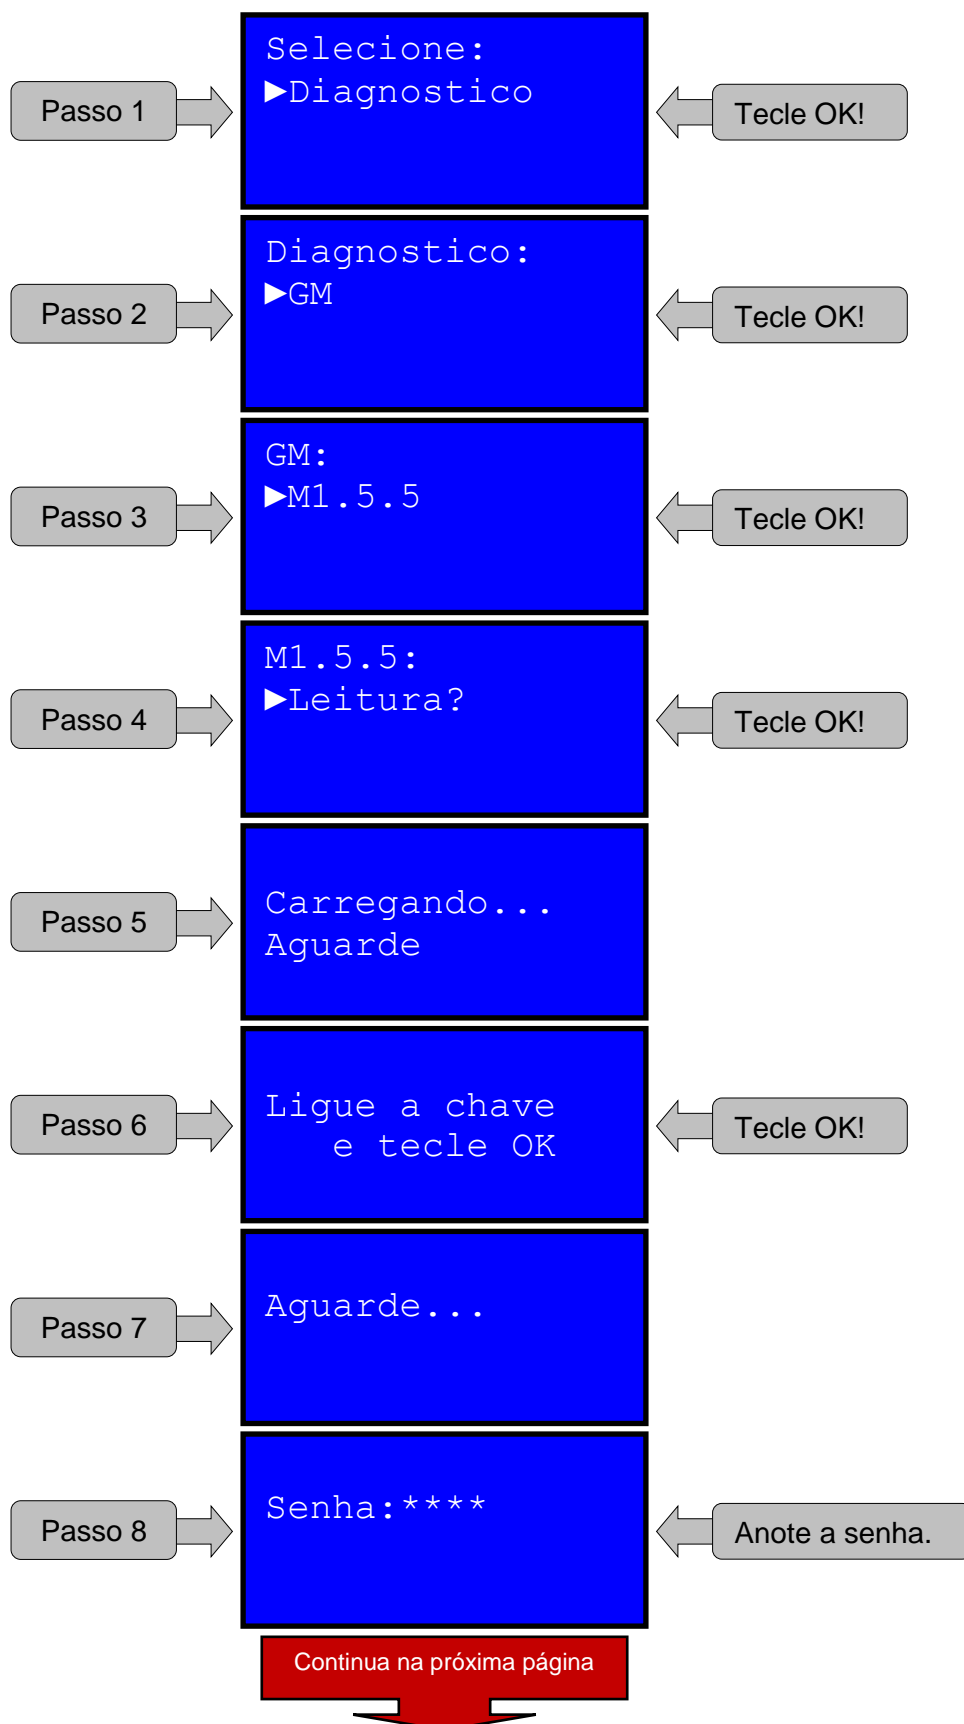 Passo 1
Selecione:
►Diagnostico
Tecle OK!
Passo 2
Diagnostico:
►GM
Tecle OK!
Passo 3
GM:
►M1.5.5
Tecle OK!
Passo 4
M1.5.5:
►Leitura?
Tecle OK!
Passo 5
Carregando...
Aguarde
Passo 6
Ligue a chave
e tecle OK
Tecle OK!
Passo 7
Aguarde...
Passo 8
Senha:****
Anote a senha.
Continua na próxima página